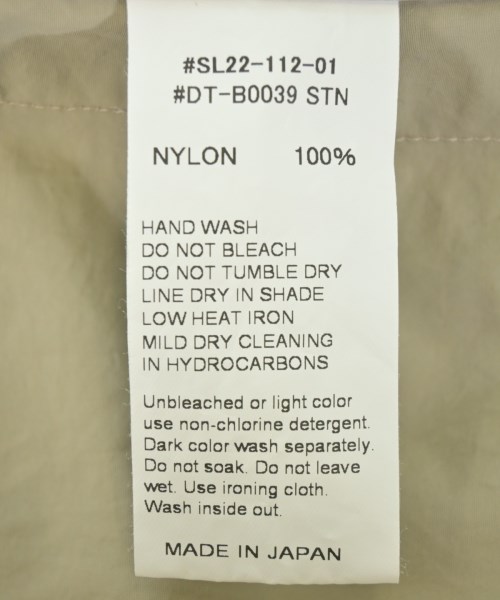 #SL22-112-01
#DT-B0039 STN
NYLON 100%
HAND WASH
DO NOT BLEACH
DO NOT TUMBLE DRY
LINE DRY IN SHADE
LOW HEAT IRON
MILD DRY CLEANING
IN HYDROCARBONS
Unbleached or light color
use non-chlorine detergent.
Dark color wash separately.
Do not soak. Do not leave
wet. Use ironing cloth.
Wash inside out.
MADE IN JAPAN